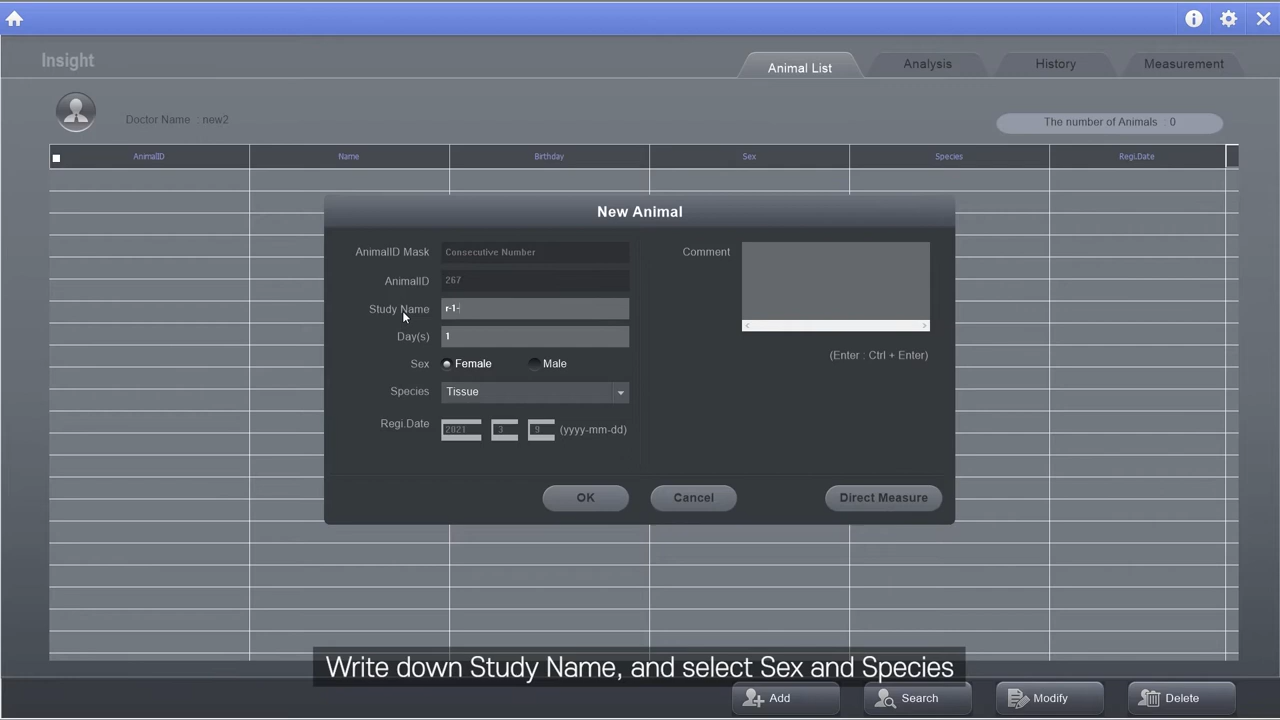 Insight
Animal List
Analysis
History
Measurement
Doctor Name : new2
The number of Animals : 0
AnimalID
Name
Birthday
Sex
Species
Regi.Date
New Animal
AnimalID Mask
Consecutive Number
AnimalID
267
Study Name
r-1-
Day(s)
1
Sex
Female
Male
Species
Tissue
Regi.Date
2021
3
9
(yyyy-mm-dd)
Comment
(Enter : Ctrl + Enter)
OK
Cancel
Direct Measure
Write down Study Name, and select Sex and Species
Add
Search
Modify
Delete